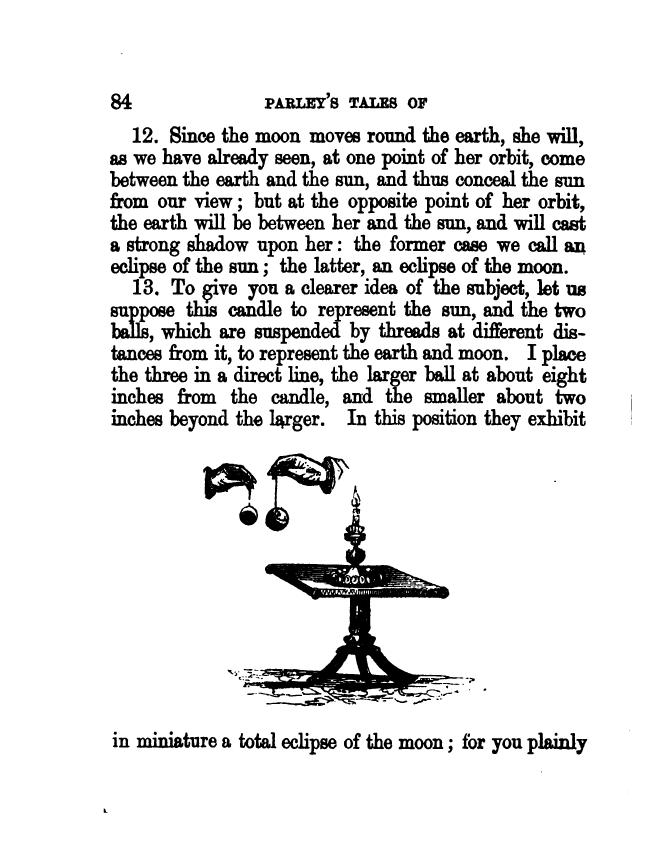 84 PARLEY'S TALES OF
12. Since the moon moves round the earth, she will,
as we have already seen, at one point of her orbit, come
between the earth and the sun, and thus conceal the sun
from our view; but at the opposite point of her orbit,
the earth will be between her and the sun, and will cast
a strong shadow upon her: the former case we call an
eclipse of the sun; the latter, an eclipse of the moon.
13. To give you a clearer idea of the subject, let us
suppose this candle to represent the sun, and the two
balls, which are suspended by threads at different dis-
tances from it, to represent the earth and moon. I place
the three in a direct line, the larger ball at about eight
inches from the candle, and the smaller about two
inches beyond the larger. In this position they exhibit
in miniature a total eclipse of the moon; for you plainly